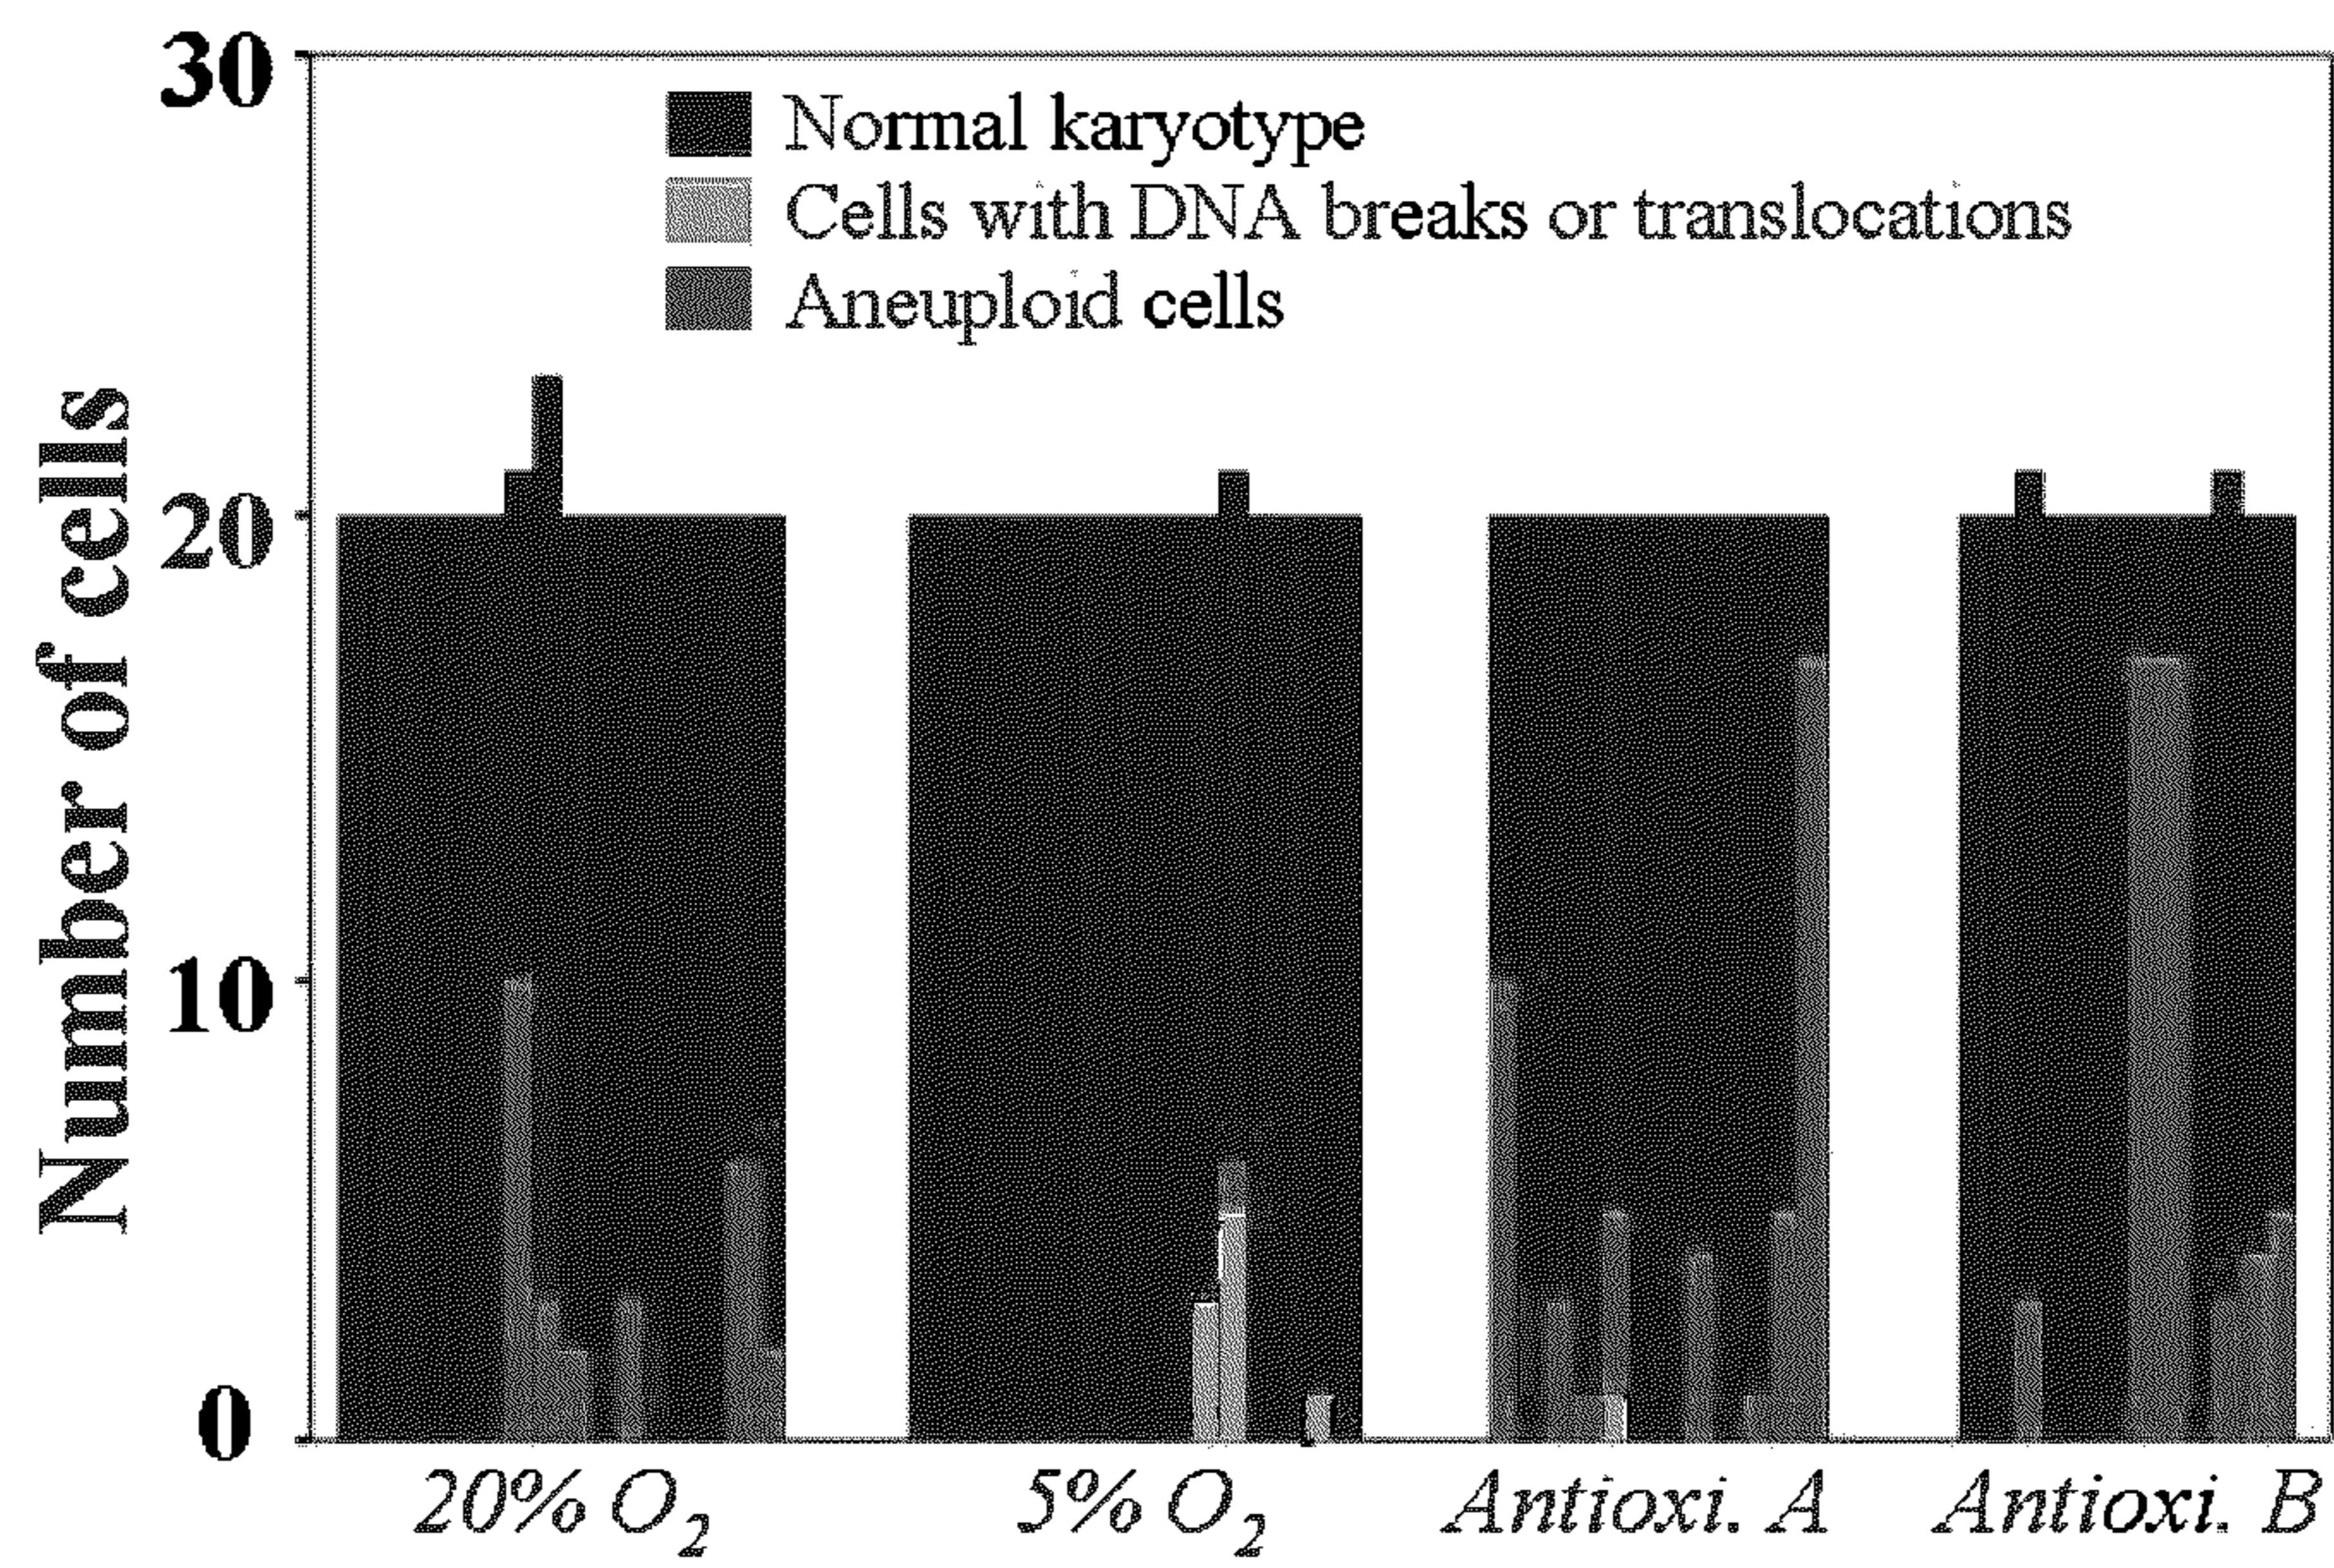 30
Normal karyotype
Cells with DNA breaks or translocations
Aneuploid cells
20
10
0
Number of cells
20% O2
5% O2
Antioxi. A
Antioxi. B